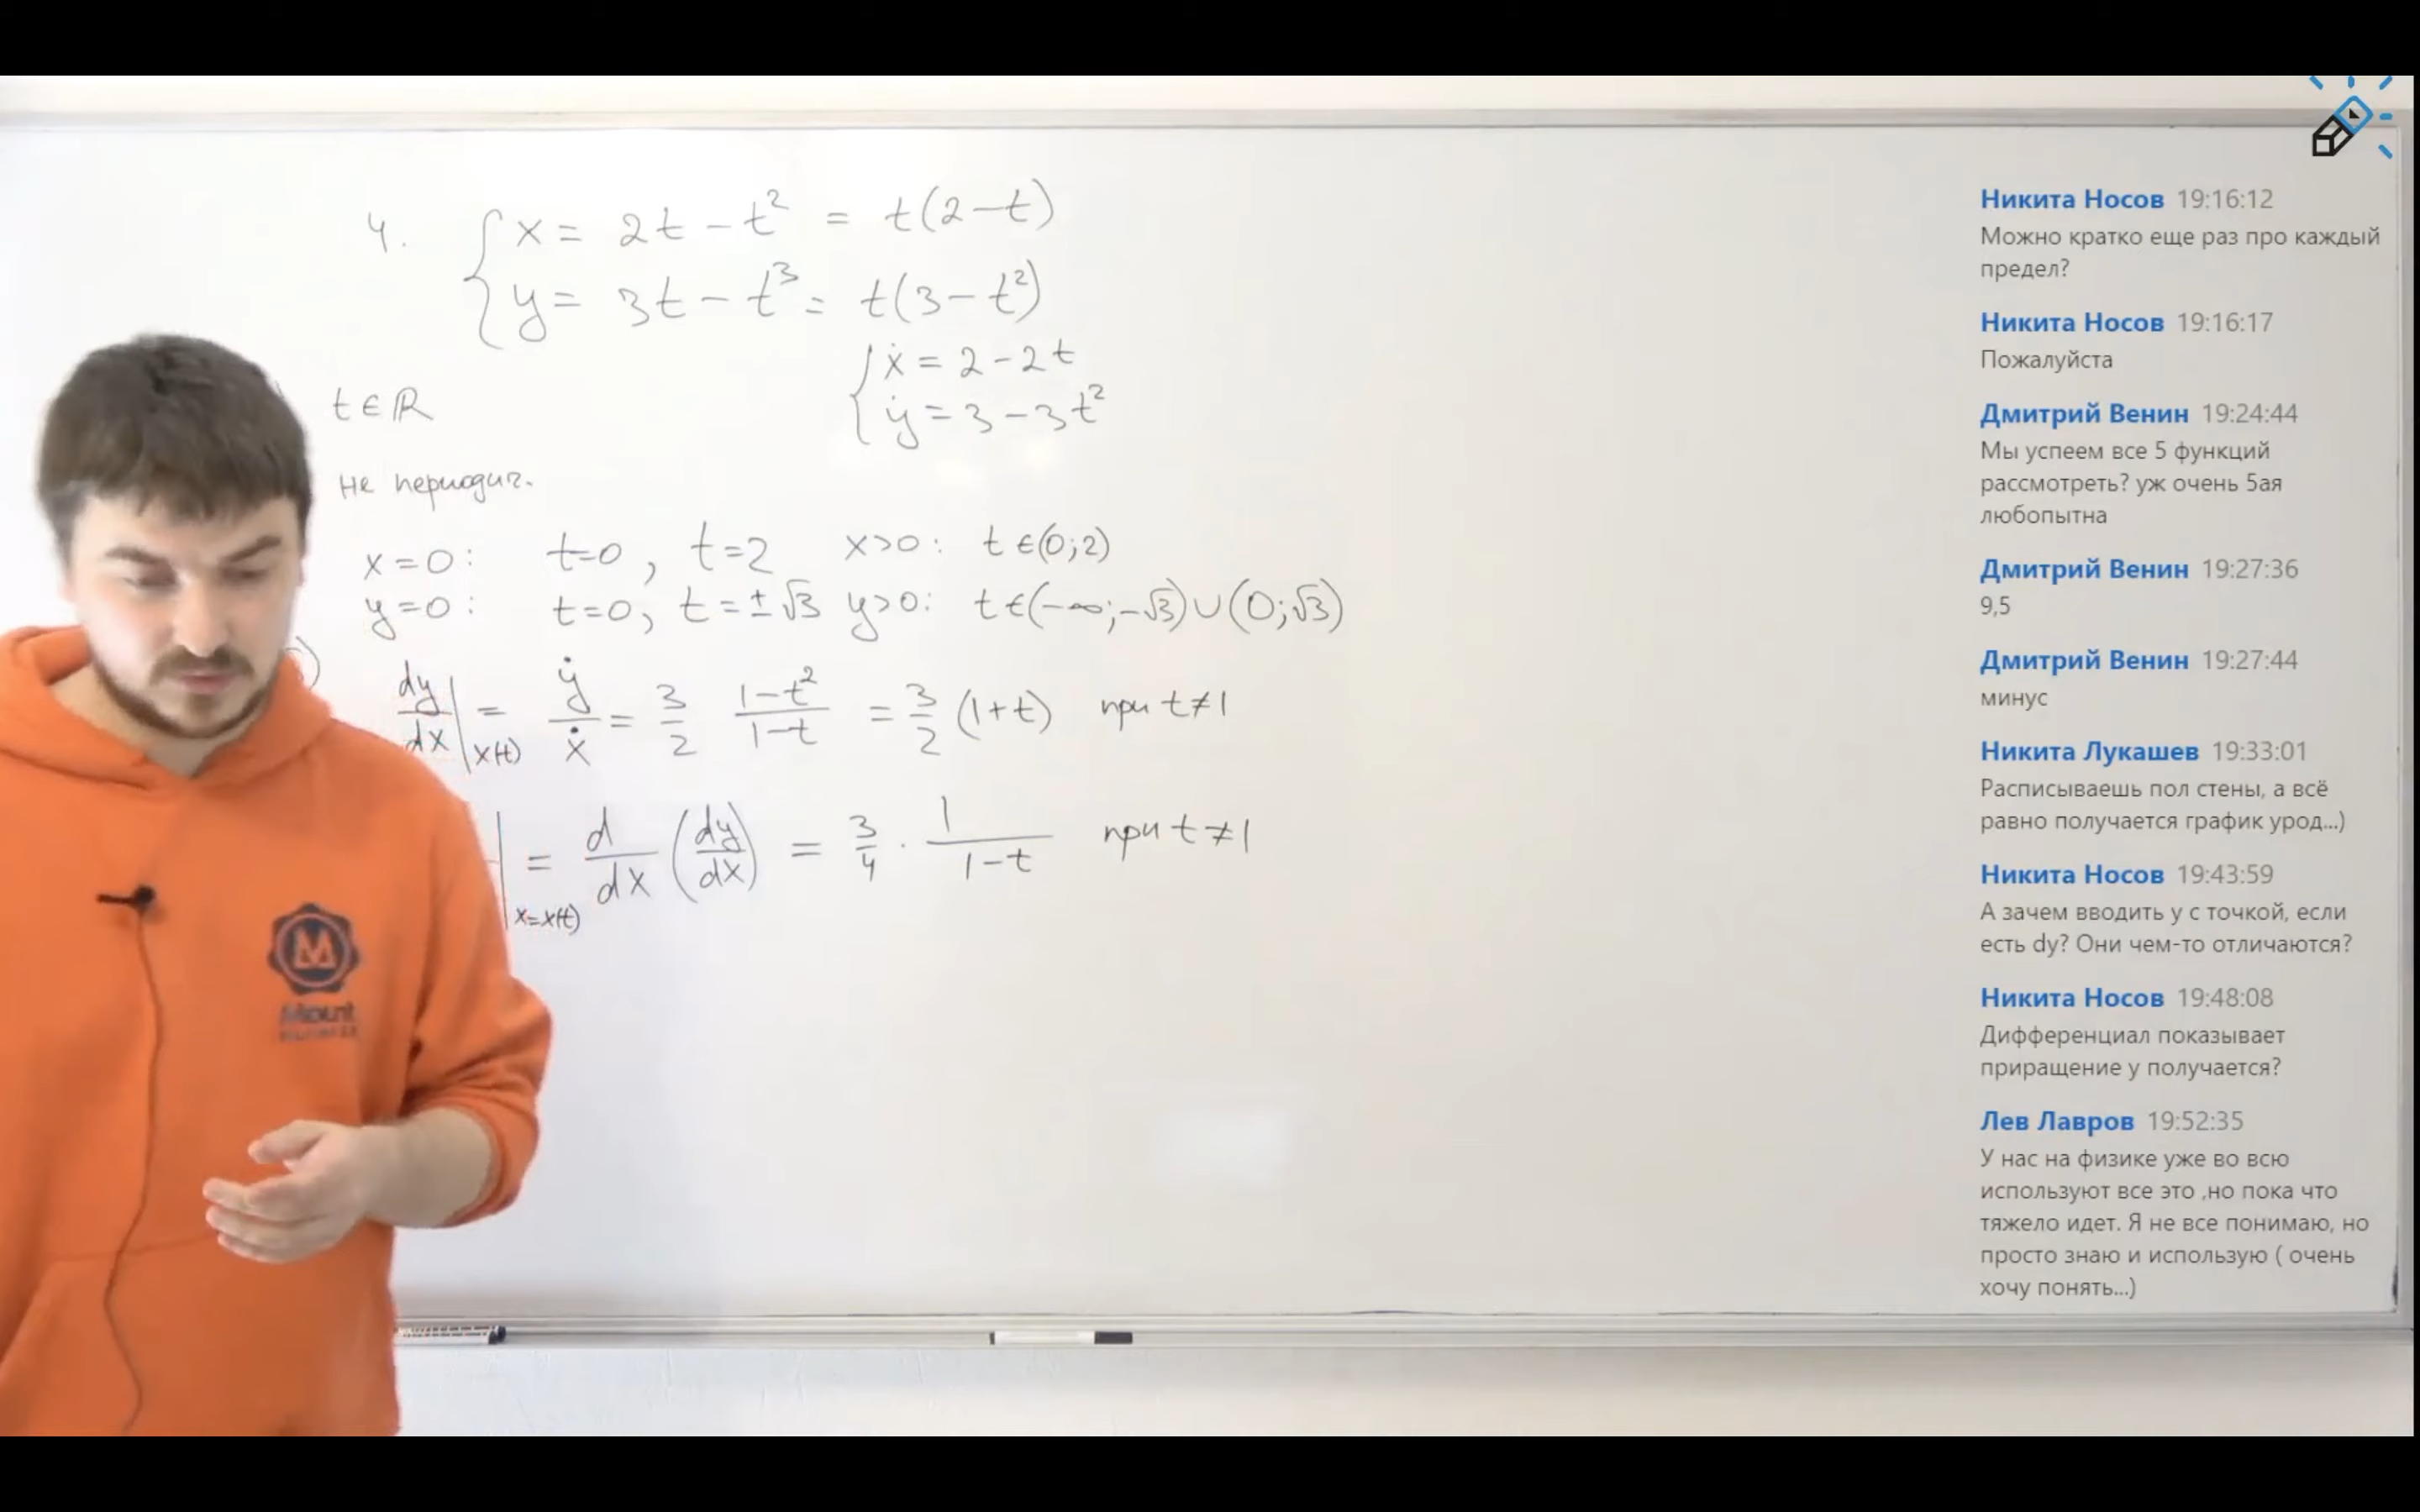 4. { x = 2t - t² = t(2-t)
y = 3t - t³ = t(3-t²)
{ ẋ = 2 - 2t
ẏ = 3 - 3t²
t ∈ ℝ
не периодич.
x=0: t=0, t=2 x>0: t∈(0;2)
y=0: t=0, t=±√3 y>0: t∈(-∞;-√3)∪(0;√3)
dy/dx |x(t) = ẏ/ẋ = 3/2 (1-t²)/(1-t) = 3/2 (1+t) при t≠1
|x=x(t) = d/dx (dy/dx) = 3/4 · 1/(1-t) при t≠1
M
Никита Носов 19:16:12
Можно кратко еще раз про каждый
предел?
Никита Носов 19:16:17
Пожалуйста
Дмитрий Венин 19:24:44
Мы успеем все 5 функций
рассмотреть? уж очень 5ая
любопытна
Дмитрий Венин 19:27:36
9,5
Дмитрий Венин 19:27:44
минус
Никита Лукашев 19:33:01
Расписываешь пол стены, а всё
равно получается график урод...)
Никита Носов 19:43:59
А зачем вводить у с точкой, если
есть dy? Они чем-то отличаются?
Никита Носов 19:48:08
Дифференциал показывает
приращение у получается?
Лев Лавров 19:52:35
У нас на физике уже во всю
используют все это ,но пока что
тяжело идет. Я не все понимаю, но
просто знаю и использую ( очень
хочу понять...)